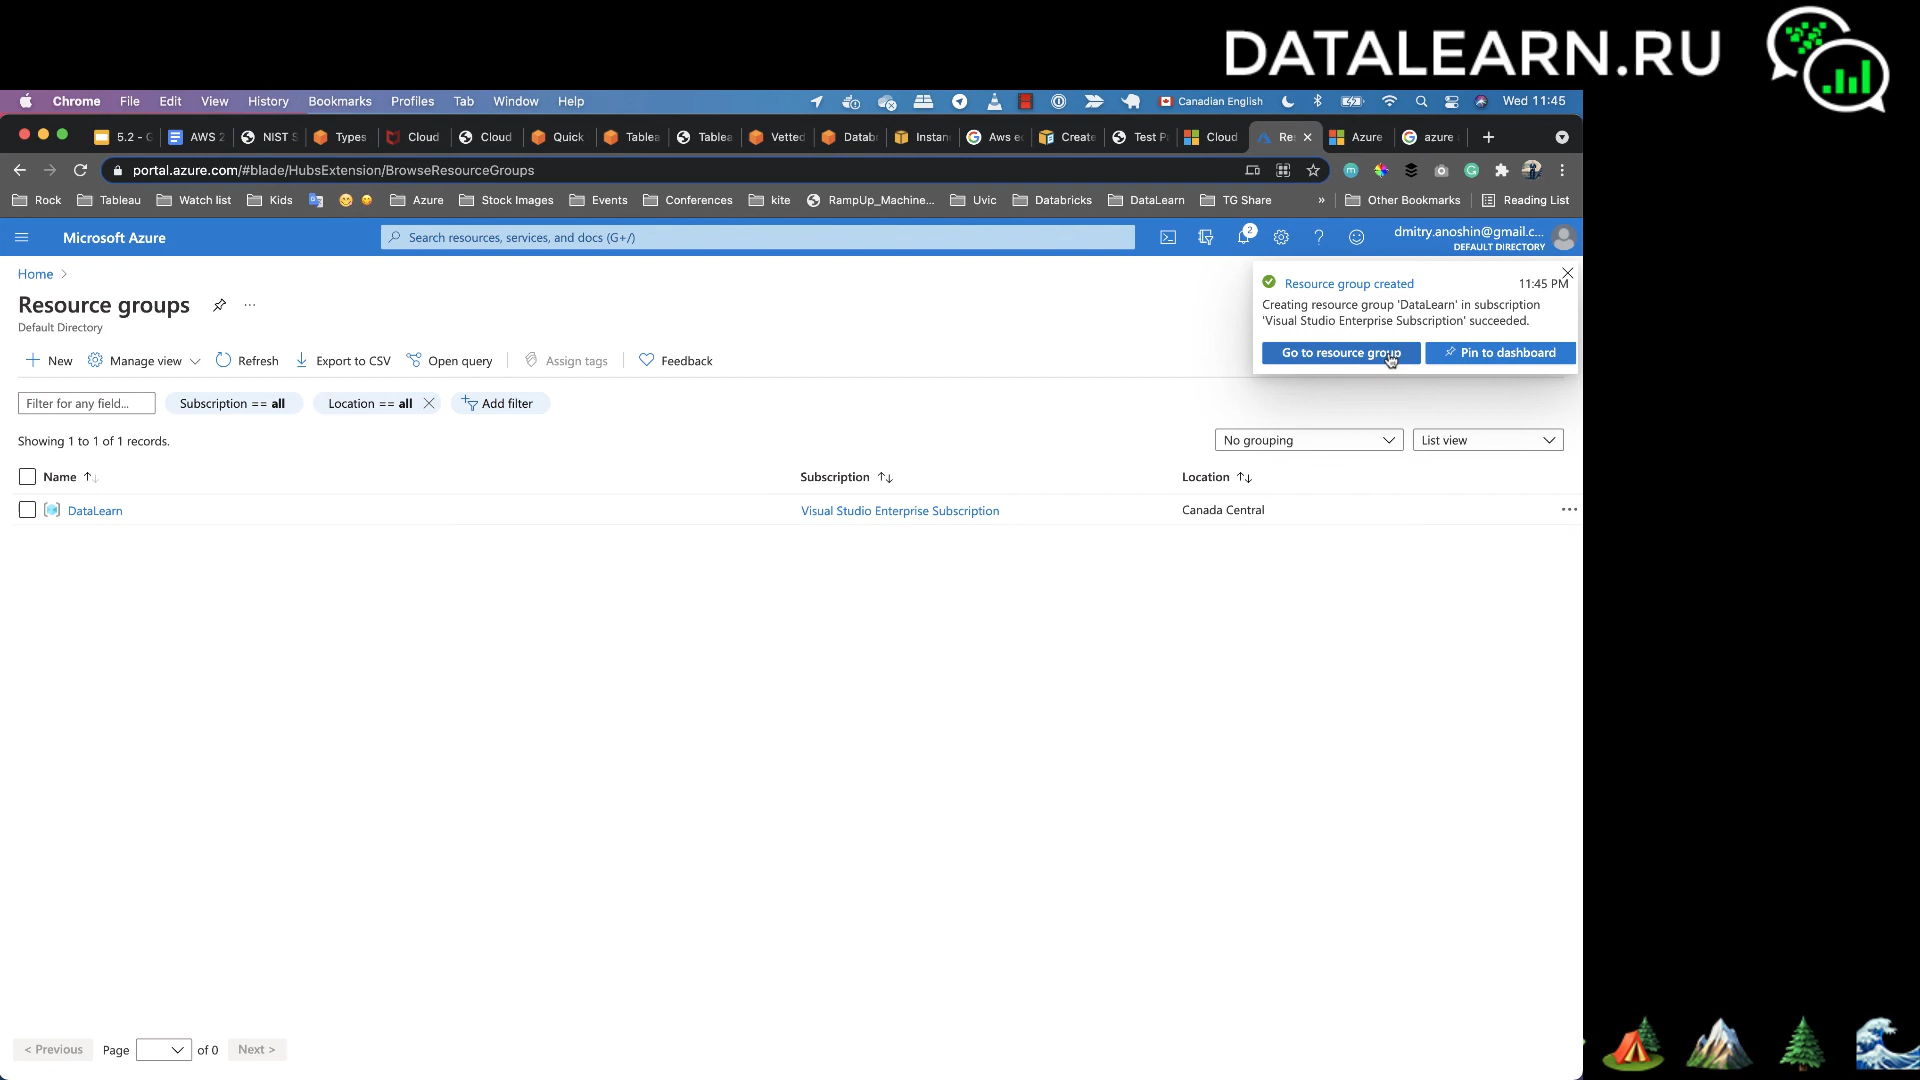 DATALEARN.RU
Chrome File Edit View History Bookmarks Profiles Tab Window Help Canadian English Wed 11:45
5.2 - G AWS 2 NIST S Types Cloud Cloud Quick Tablea Tablea Vetted Datab Instan Aws e Create Test P Cloud Re Azure azure
portal.azure.com/#blade/HubsExtension/BrowseResourceGroups
Rock Tableau Watch list Kids Azure Stock Images Events Conferences kite RampUp_Machine... Uvic Databricks DataLearn TG Share » Other Bookmarks Reading List
Microsoft Azure Search resources, services, and docs (G+/) 2 dmitry.anoshin@gmail.c...
DEFAULT DIRECTORY
Home >
Resource groups ...
Default Directory
Resource group created 11:45 PM
Creating resource group 'DataLearn' in subscription
'Visual Studio Enterprise Subscription' succeeded.
Go to resource group Pin to dashboard
New Manage view Refresh Export to CSV Open query Assign tags Feedback
Filter for any field... Subscription == all Location == all Add filter
Showing 1 to 1 of 1 records. No grouping List view
Name Subscription Location
DataLearn Visual Studio Enterprise Subscription Canada Central ...
< Previous Page of 0 Next >